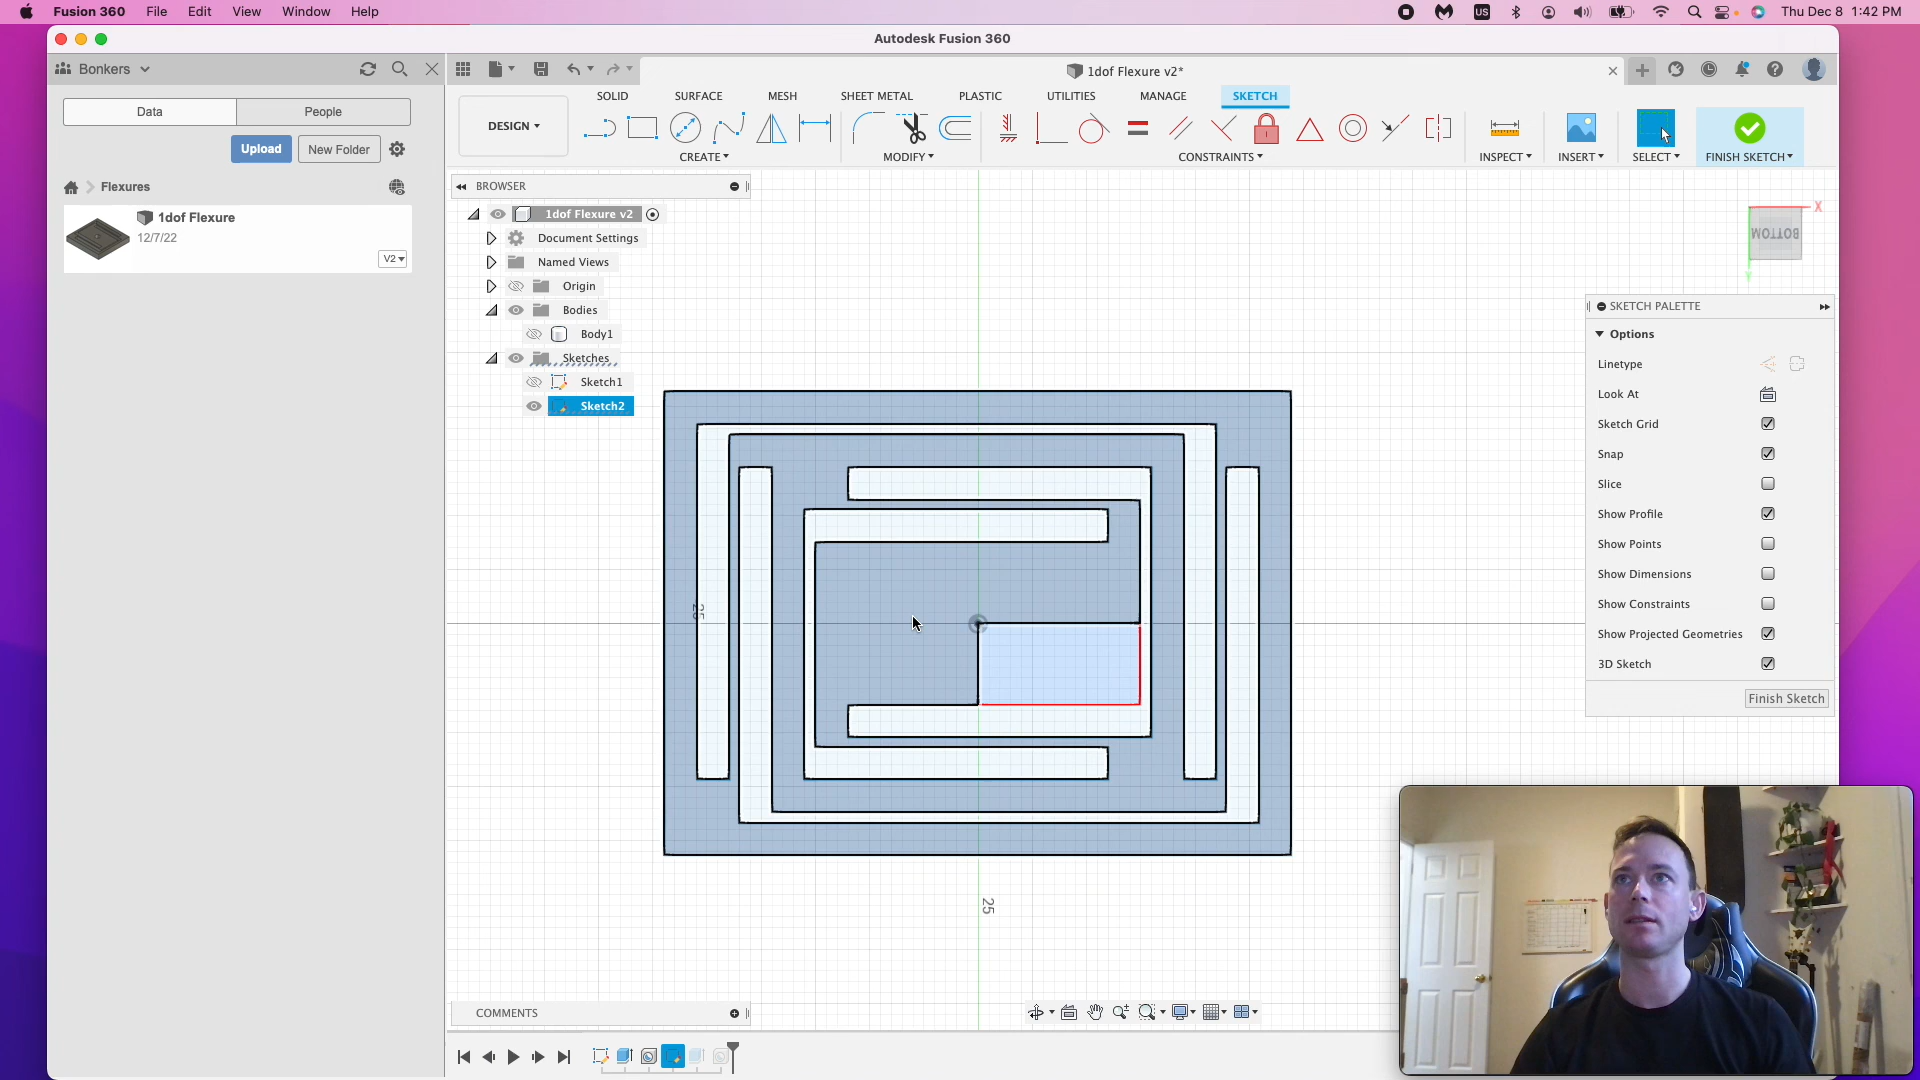 Fusion 360 File Edit View Window Help
US Thu Dec 8 1:42 PM
Autodesk Fusion 360
Bonkers
1dof Flexure v2*
Data People
SOLID SURFACE MESH SHEET METAL PLASTIC UTILITIES MANAGE SKETCH
DESIGN
Upload New Folder
CREATE MODIFY CONSTRAINTS INSPECT INSERT SELECT FINISH SKETCH
Flexures
1dof Flexure
12/7/22
V2
BROWSER
1dof Flexure v2
Document Settings
Named Views
Origin
Bodies
Body1
Sketches
Sketch1
Sketch2
X
BOTTOM
Y
SKETCH PALETTE
Options
Linetype
Look At
Sketch Grid
Snap
Slice
Show Profile
Show Points
Show Dimensions
Show Constraints
Show Projected Geometries
3D Sketch
Finish Sketch
25
25
COMMENTS